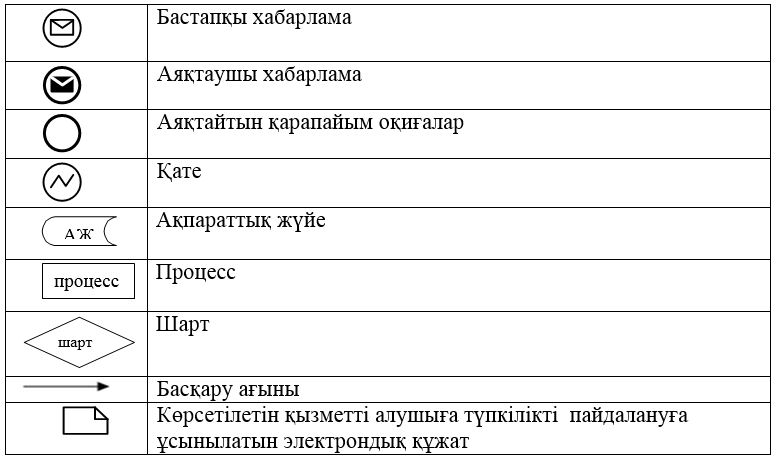 Бастапқы хабарлама
Аяқтаушы хабарлама
Аяқтайтын қарапайым оқиғалар
Қате
АЖ Ақпараттық жүйе
процесс Процесс
шарт Шарт
Басқару ағыны
Көрсетілетін қызметті алушыға түпкілікті пайдалануға
ұсынылатын электрондық құжат